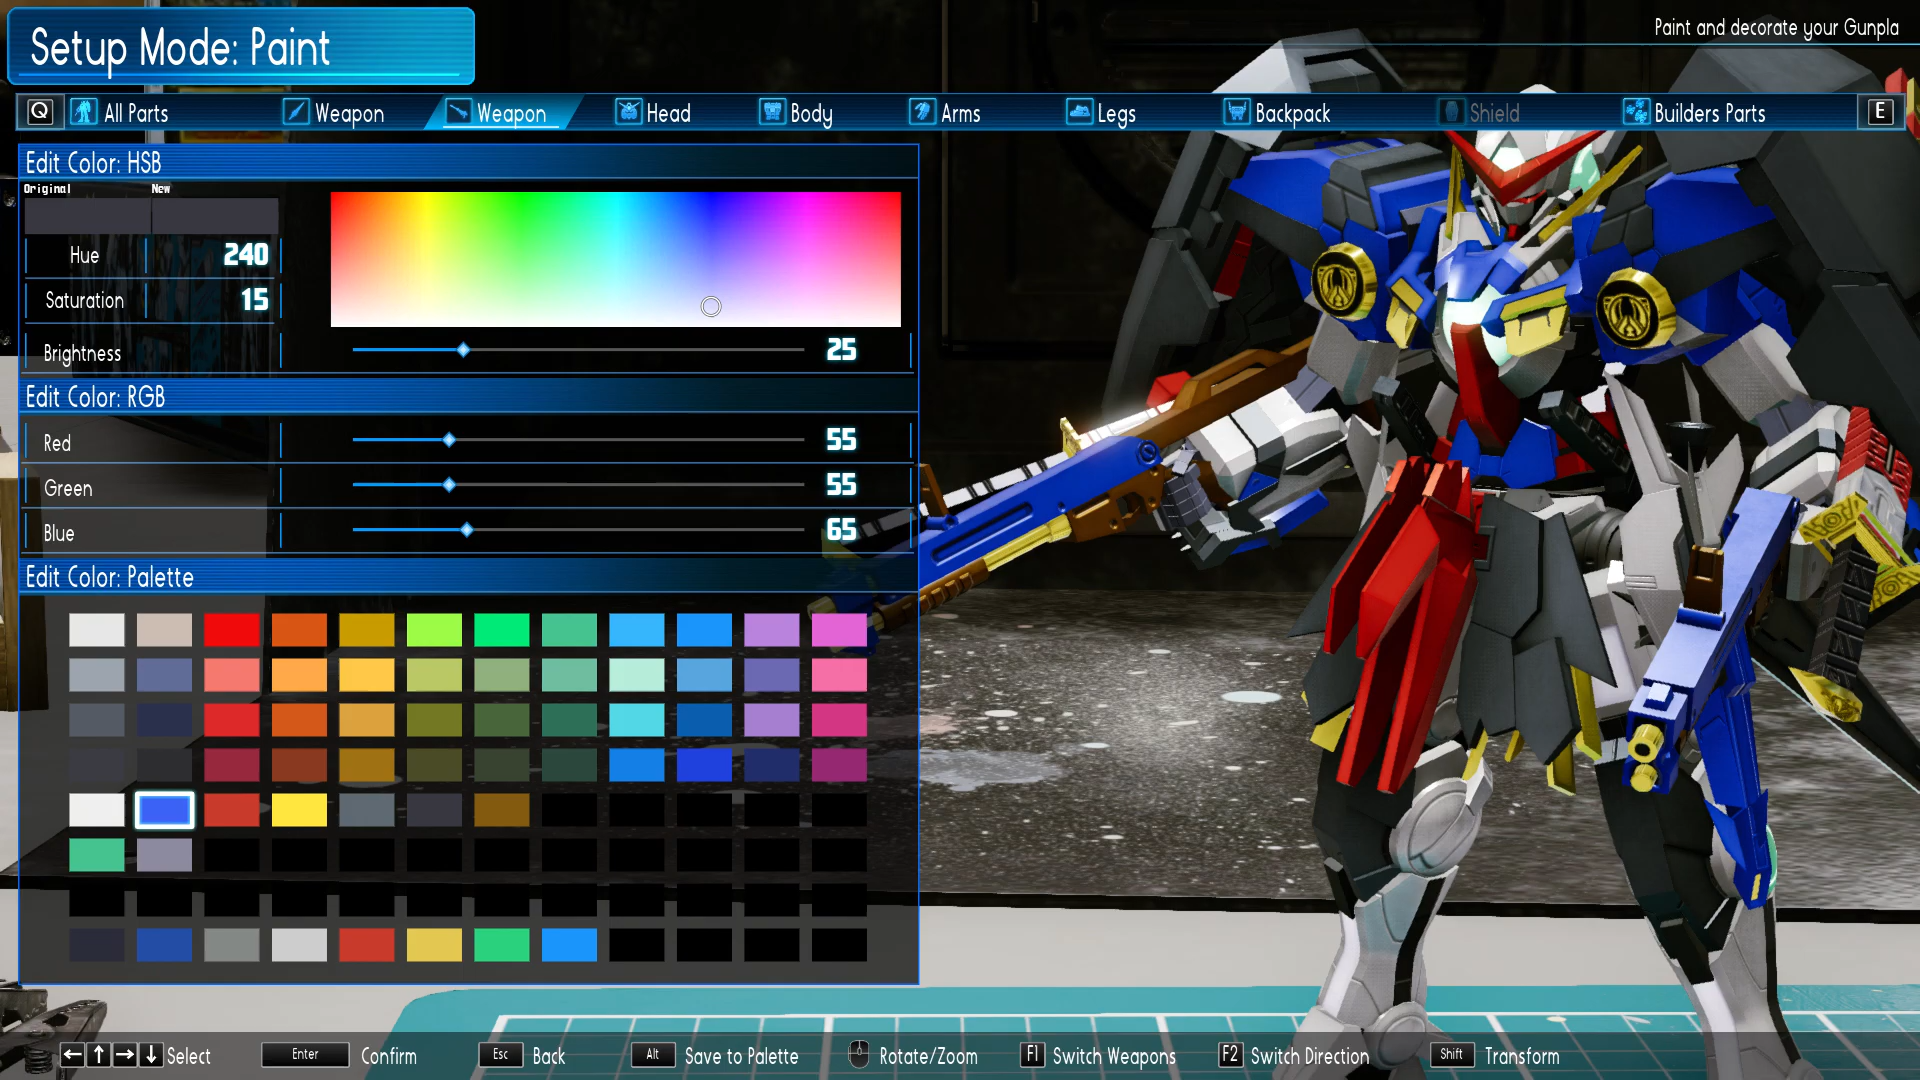 Setup Mode: Paint
Paint and decorate your Gunpla
Q All Parts Weapon Weapon Head Body Arms Legs Backpack Shield Builders Parts E
Edit Color: HSB
Original New
Hue 240
Saturation 15
Brightness 25
Edit Color: RGB
Red 55
Green 55
Blue 65
Edit Color: Palette
← ↑ → ↓ Select Enter Confirm Esc Back Alt Save to Palette Rotate/Zoom F1 Switch Weapons F2 Switch Direction Shift Transform